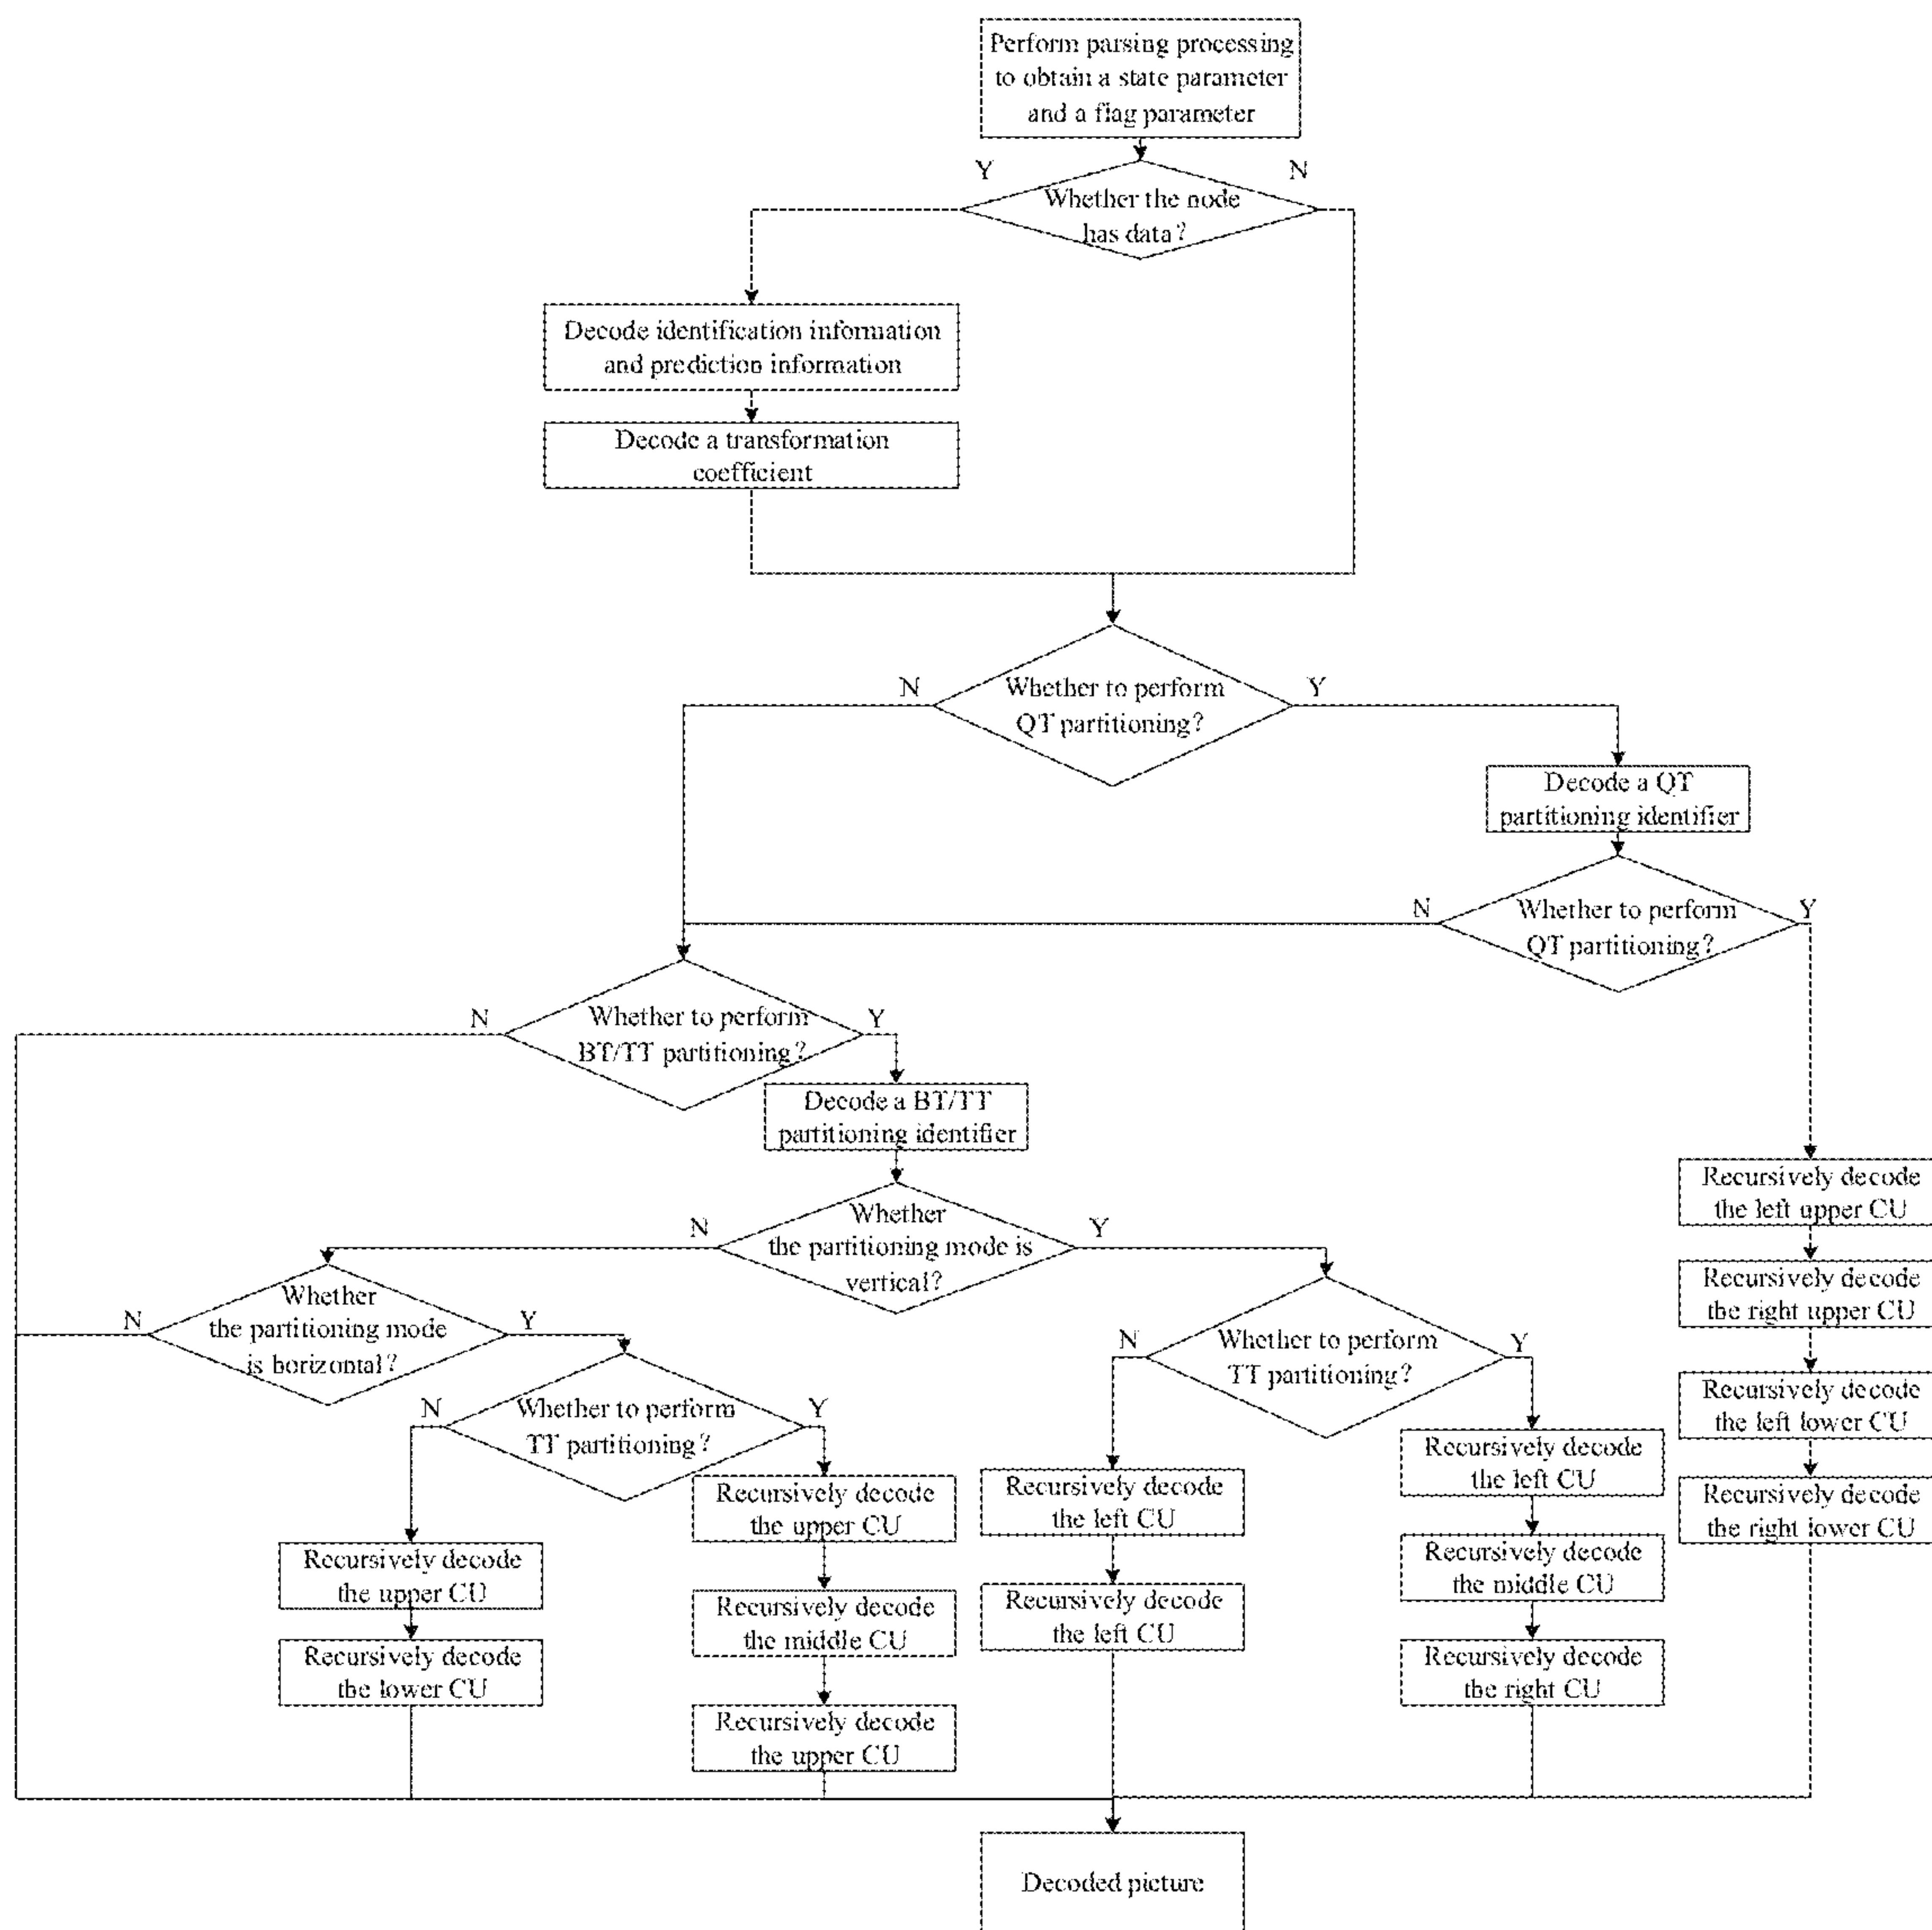 Perform parsing processing
to obtain a state parameter
and a flag parameter
Y
N
Whether the node
has data?
Decode identification information
and prediction information
Decode a transformation
coefficient
N
Whether to perform
QT partitioning?
Y
Decode a QT
partitioning identifier
N
Whether to perform
QT partitioning?
Y
N
Whether to perform
BT/TT partitioning?
Y
Decode a BT/TT
partitioning identifier
N
Whether
the partitioning mode is
vertical?
Y
N
Whether
the partitioning mode
is horizontal?
Y
N
Whether to perform
TT partitioning?
Y
N
Whether to perform
TT partitioning?
Y
Recursively decode
the upper CU
Recursively decode
the lower CU
Recursively decode
the upper CU
Recursively decode
the middle CU
Recursively decode
the upper CU
Recursively decode
the left CU
Recursively decode
the left CU
Recursively decode
the left CU
Recursively decode
the middle CU
Recursively decode
the right CU
Recursively decode
the left upper CU
Recursively decode
the right upper CU
Recursively decode
the left lower CU
Recursively decode
the right lower CU
Decoded picture